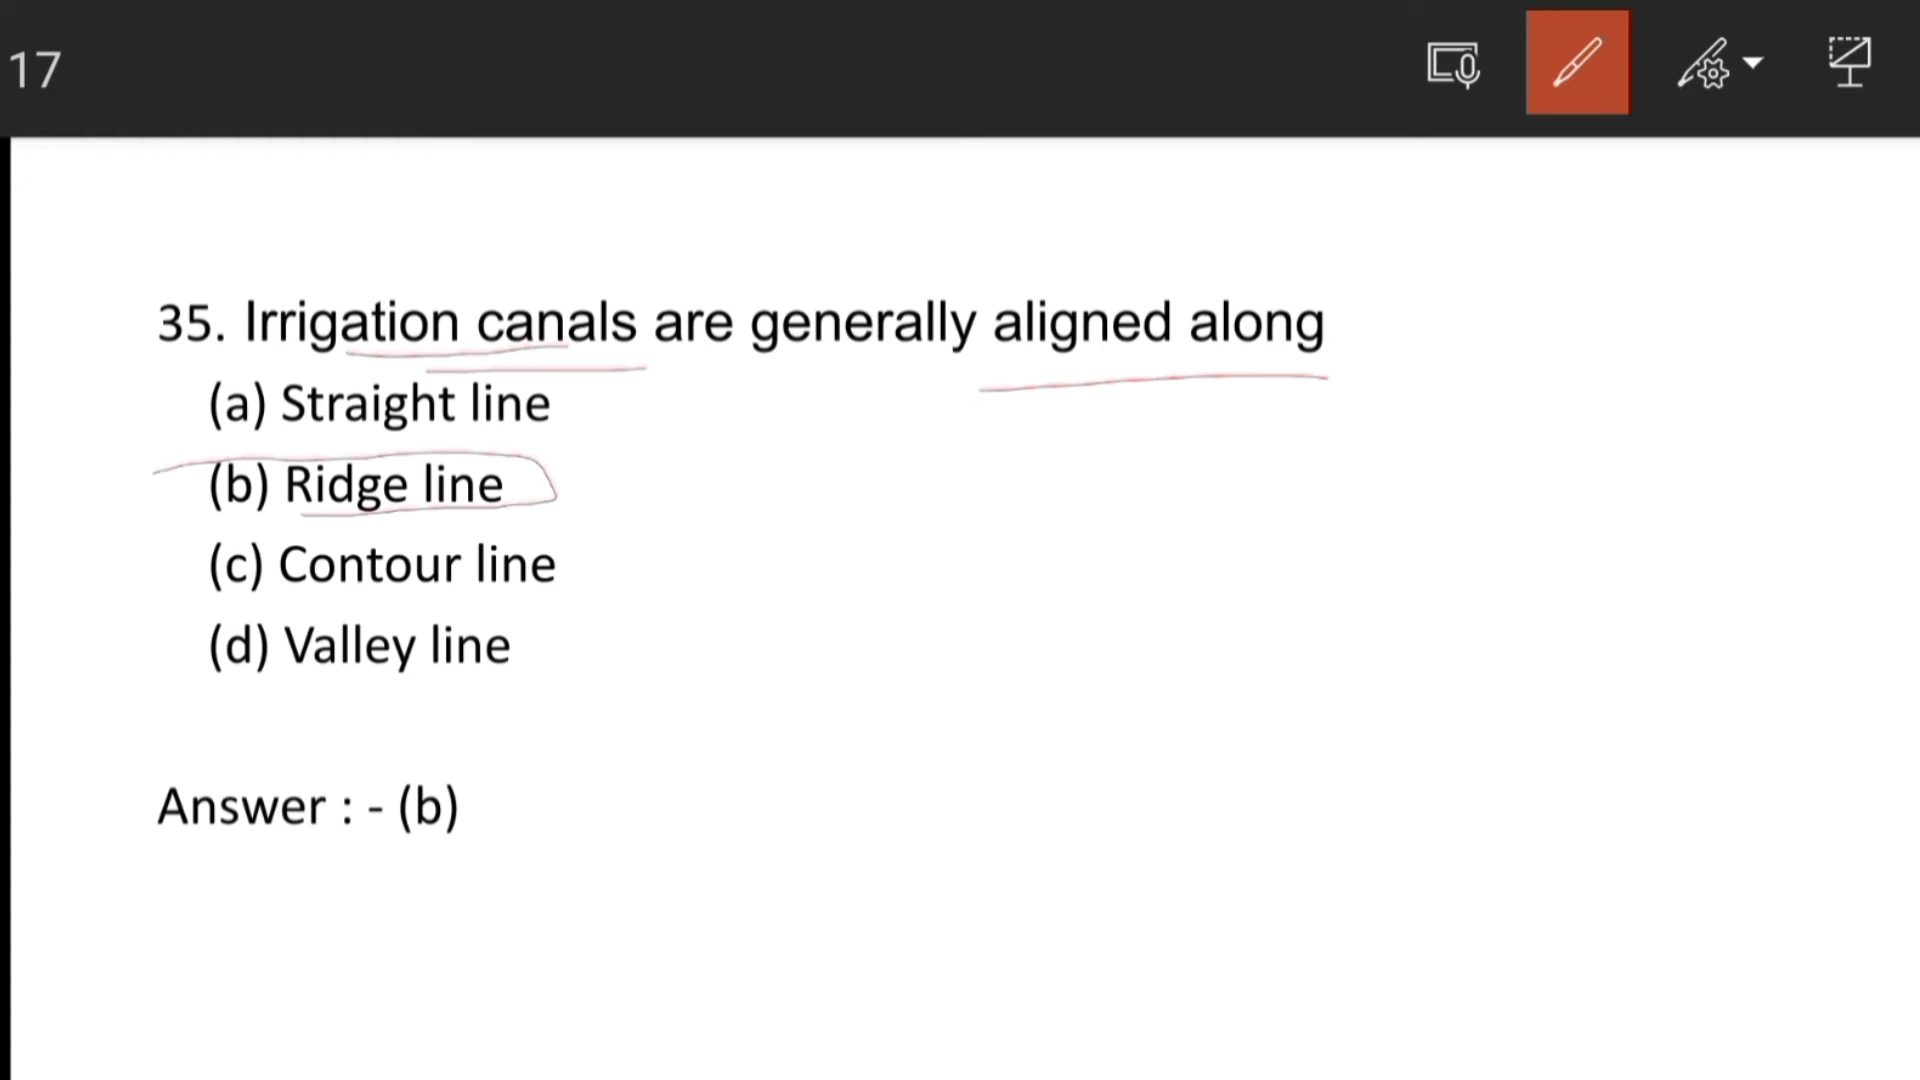 17
35. Irrigation canals are generally aligned along
(a) Straight line
(b) Ridge line
(c) Contour line
(d) Valley line
Answer : - (b)